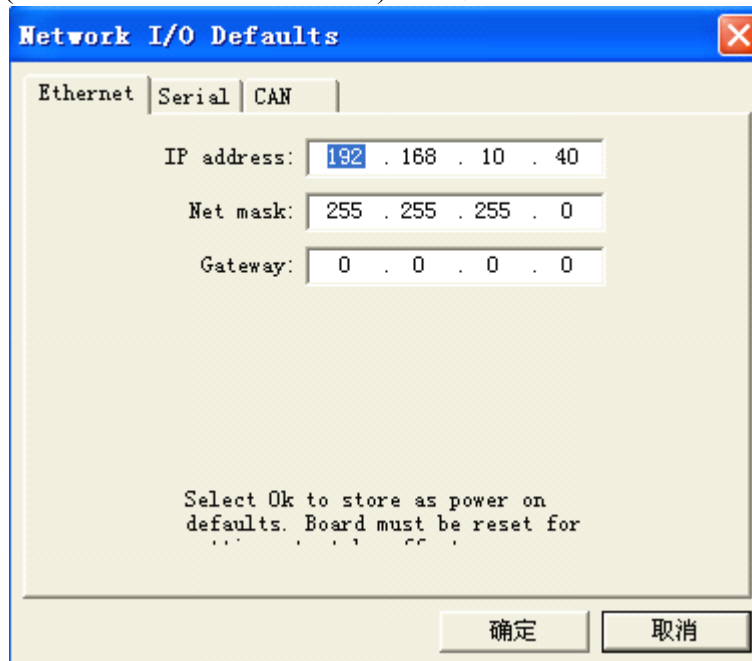 Network I/O Defaults
Ethernet Serial CAN
IP address: 192 . 168 . 10 . 40
Net mask: 255 . 255 . 255 . 0
Gateway: 0 . 0 . 0 . 0
Select Ok to store as power on
defaults. Board must be reset for
确定 取消